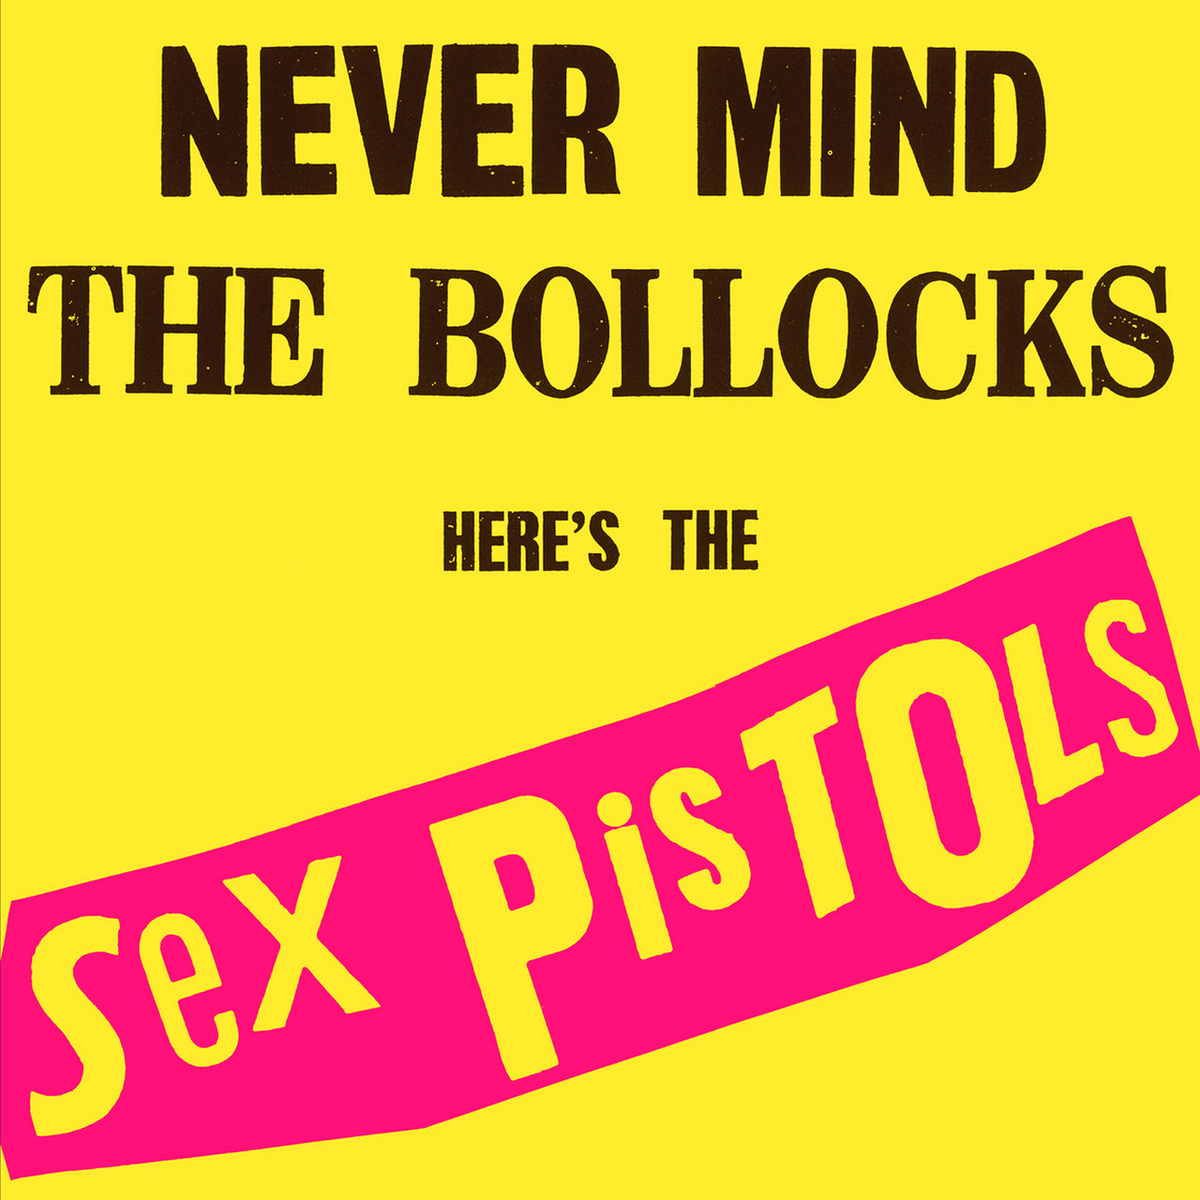 NEVER MIND
THE BOLLOCKS
HERE'S THE
SeX PiSTOLS